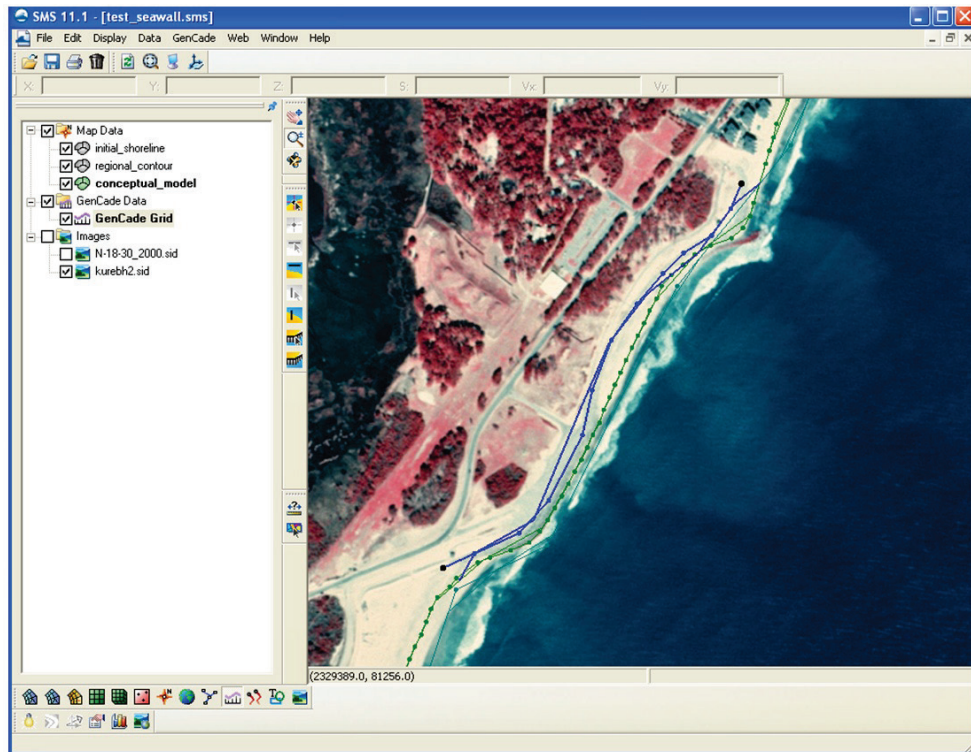 SMS 11.1 - [test_seawall.sms]
File Edit Display Data GenCade Web Window Help
X: Y: Z: S: Vx: Vy:
Map Data
initial_shoreline
regional_contour
conceptual_model
GenCade Data
GenCade Grid
Images
N-18-30_2000.sid
kurebh2.sid
(2329389.0, 81256.0)